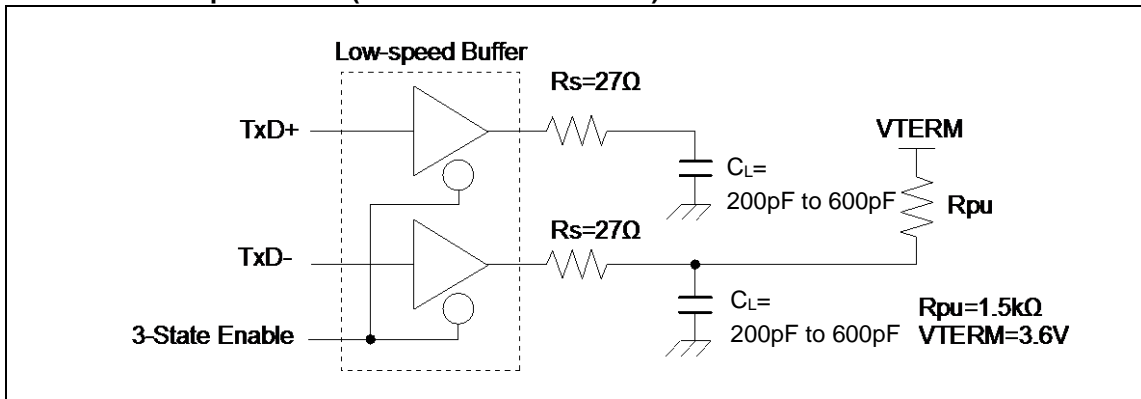 Low-speed Buffer
Rs=27Ω
TxD+
VTERM
CL=
200pF to 600pF
Rpu
Rs=27Ω
TxD-
CL=
200pF to 600pF
Rpu=1.5kΩ
VTERM=3.6V
3-State Enable